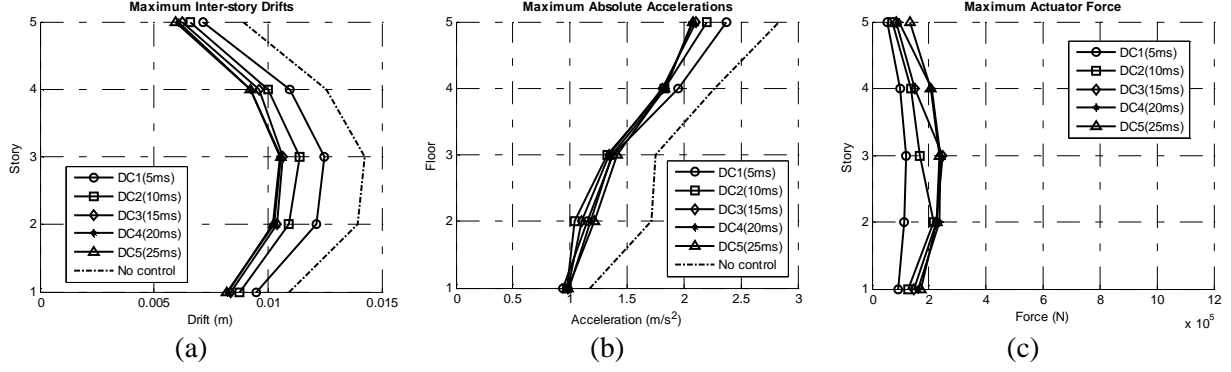 Maximum Inter-story Drifts
5
4
3
2
1
Story
0
0.005
0.01
0.015
Drift (m)
DC1(5ms)
DC2(10ms)
DC3(15ms)
DC4(20ms)
DC5(25ms)
No control
(a)
Maximum Absolute Accelerations
5
4
3
2
1
Floor
0
0.5
1
1.5
2
2.5
3
Acceleration (m/s²)
DC1(5ms)
DC2(10ms)
DC3(15ms)
DC4(20ms)
DC5(25ms)
No control
(b)
Maximum Actuator Force
5
4
3
2
1
Story
0
2
4
6
8
10
12
Force (N)
x 10⁵
DC1(5ms)
DC2(10ms)
DC3(15ms)
DC4(20ms)
DC5(25ms)
(c)